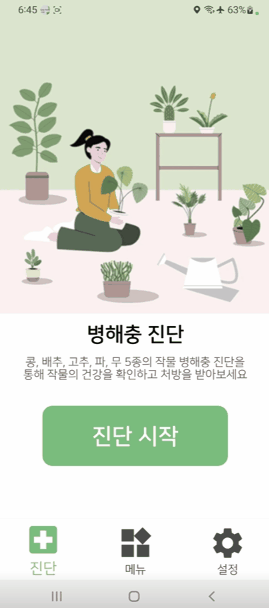 6:45
63%
병해충 진단
콩, 배추, 고추, 파, 무 5종의 작물 병해충 진단을
통해 작물의 건강을 확인하고 처방을 받아보세요
진단 시작
진단
메뉴
설정